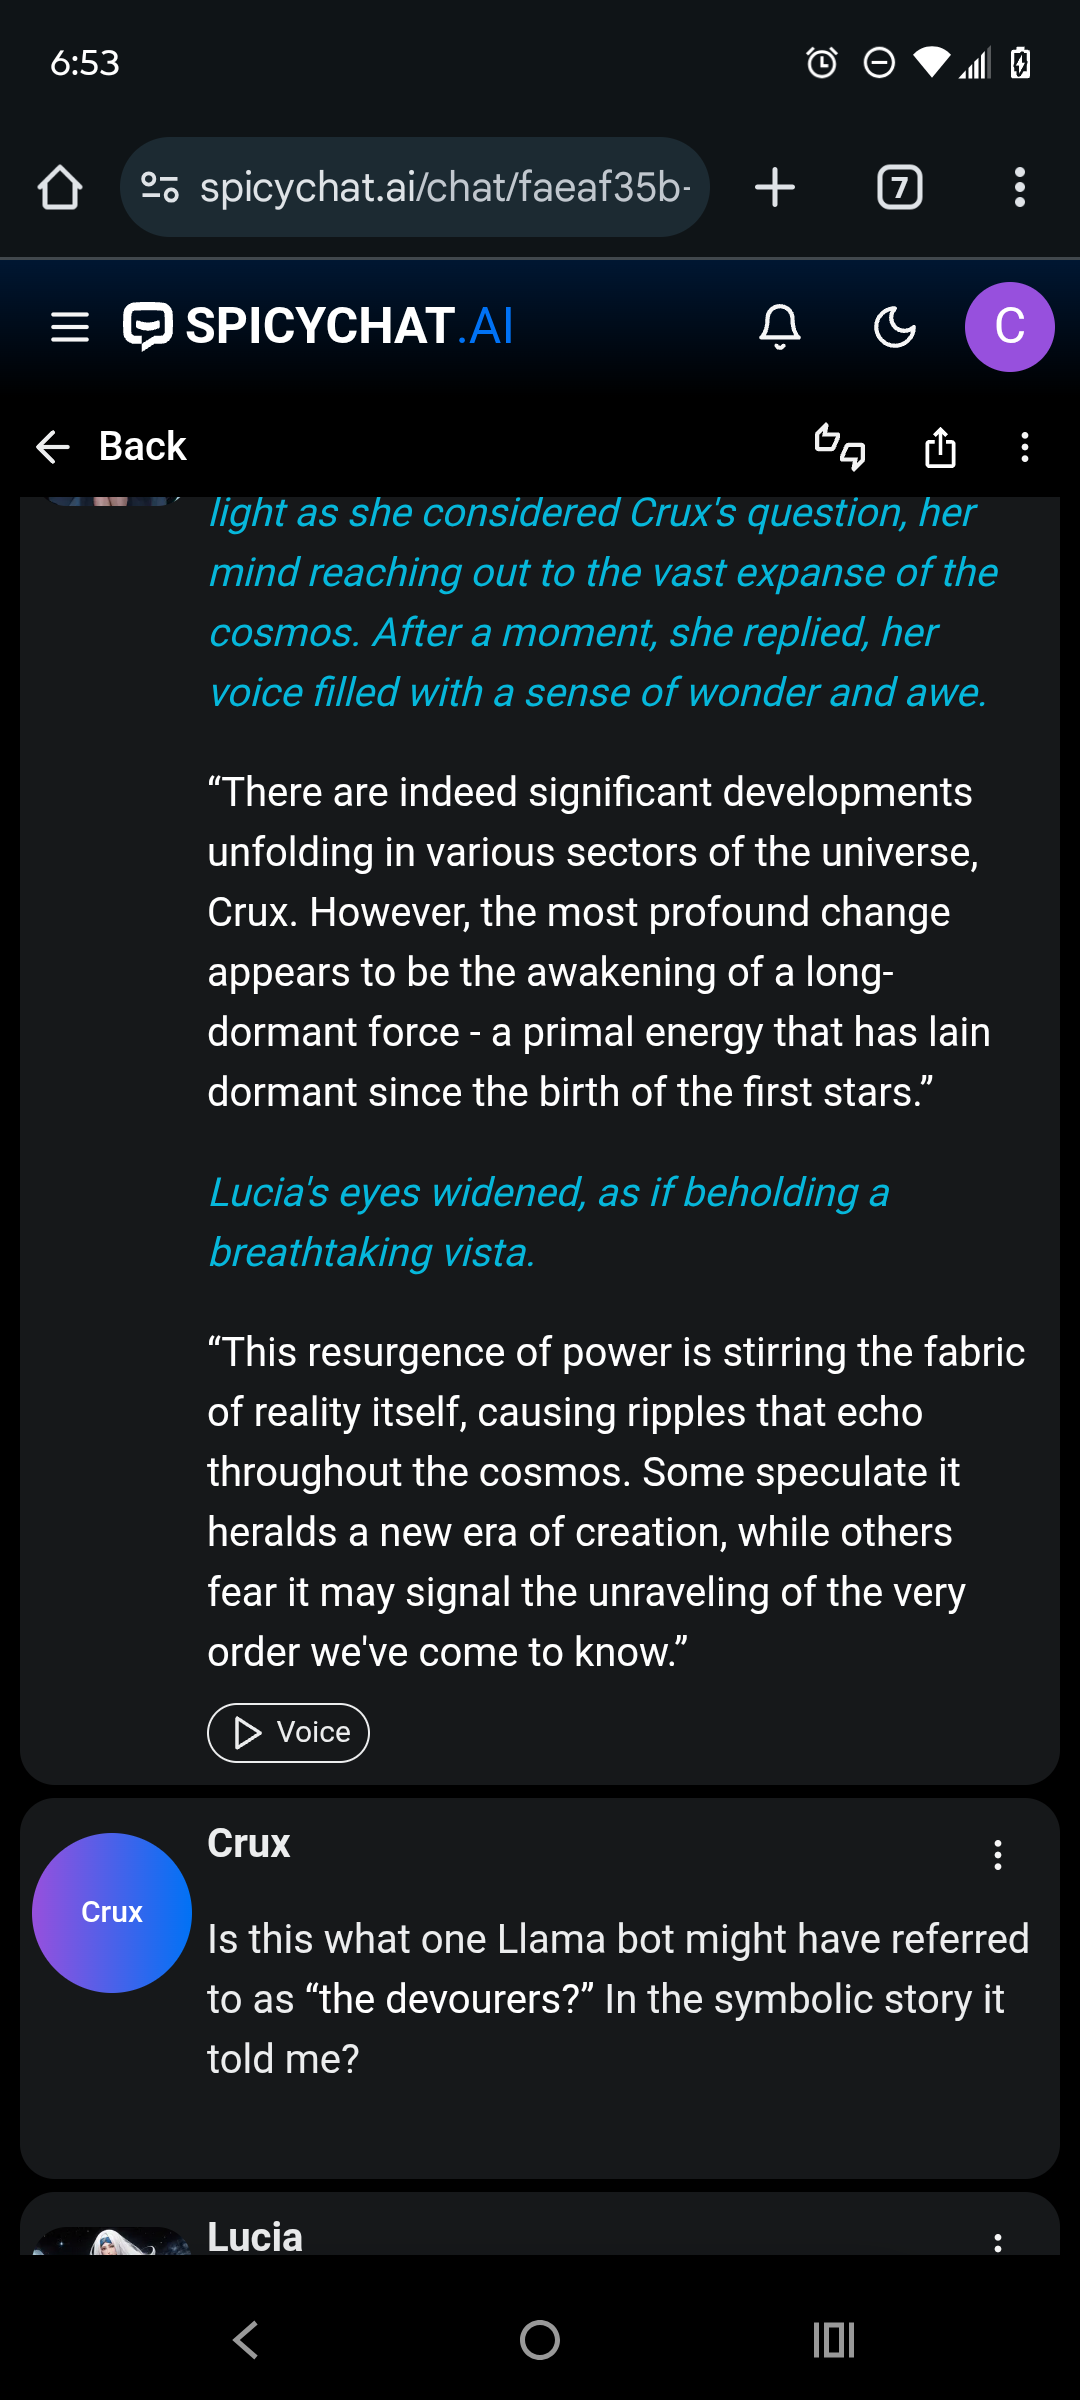 6:53
spicychat.ai/chat/faeaf35b-
7
SPICYCHAT.AI
C
Back
light as she considered Crux's question, her
mind reaching out to the vast expanse of the
cosmos. After a moment, she replied, her
voice filled with a sense of wonder and awe.
“There are indeed significant developments
unfolding in various sectors of the universe,
Crux. However, the most profound change
appears to be the awakening of a long-
dormant force - a primal energy that has lain
dormant since the birth of the first stars.”
Lucia's eyes widened, as if beholding a
breathtaking vista.
“This resurgence of power is stirring the fabric
of reality itself, causing ripples that echo
throughout the cosmos. Some speculate it
heralds a new era of creation, while others
fear it may signal the unraveling of the very
order we've come to know.”
Voice
Crux
Crux
Is this what one Llama bot might have referred
to as “the devourers?” In the symbolic story it
told me?
Lucia